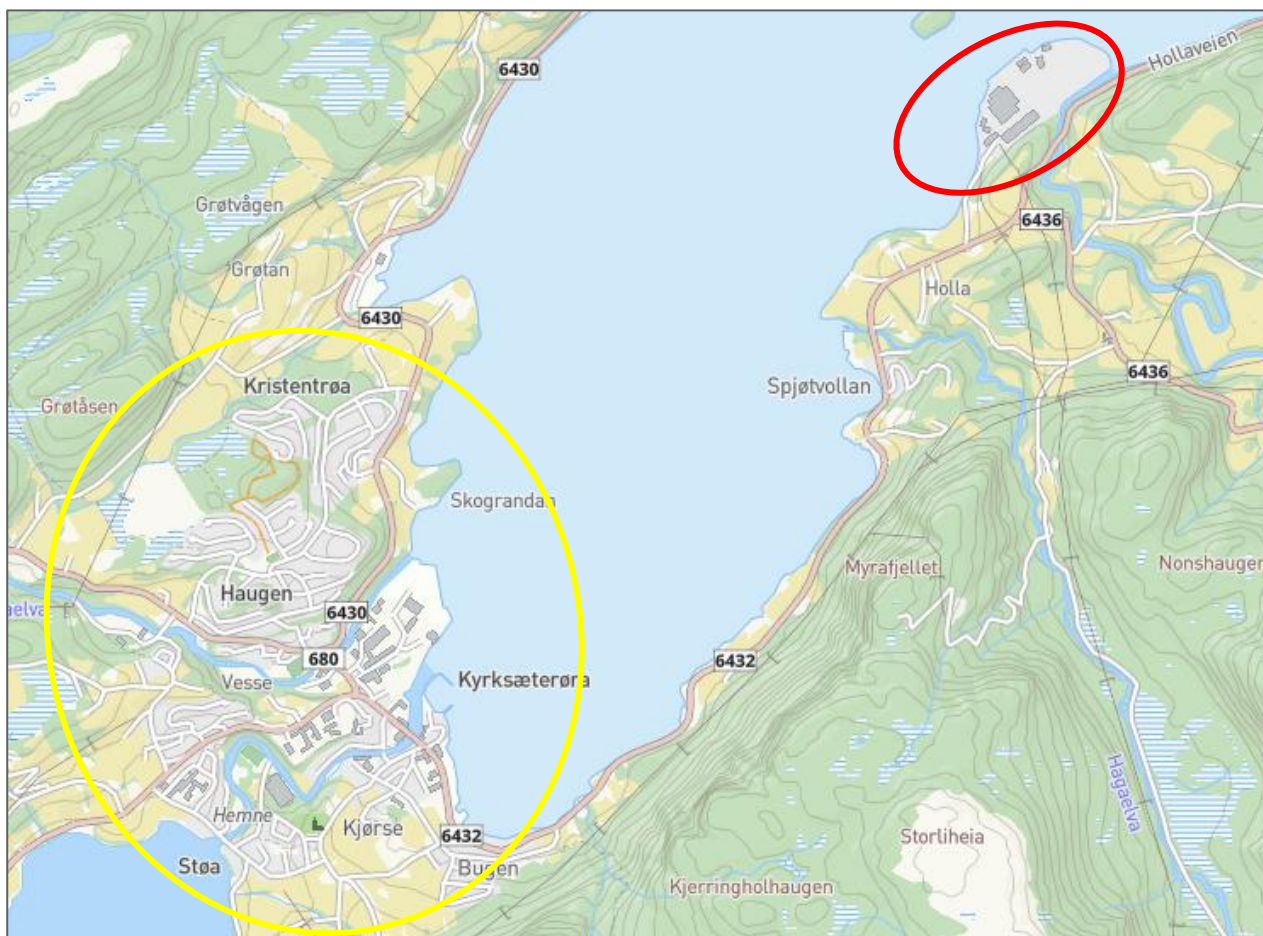 6430
Hollaveien
Grøtvågen
6436
Grøtan
Holla
6430
6436
Kristentrøa
Spjøtvollan
Grøtåsen
Skograndan
Myrafjellet
Nonshaugen
Haugen
6430
aelva
680
6432
Vesse
Kyrksæterøra
Hagaelva
Hemne
Kjørse
6432
Storliheia
Støa
Bugen
Kjerringholhaugen